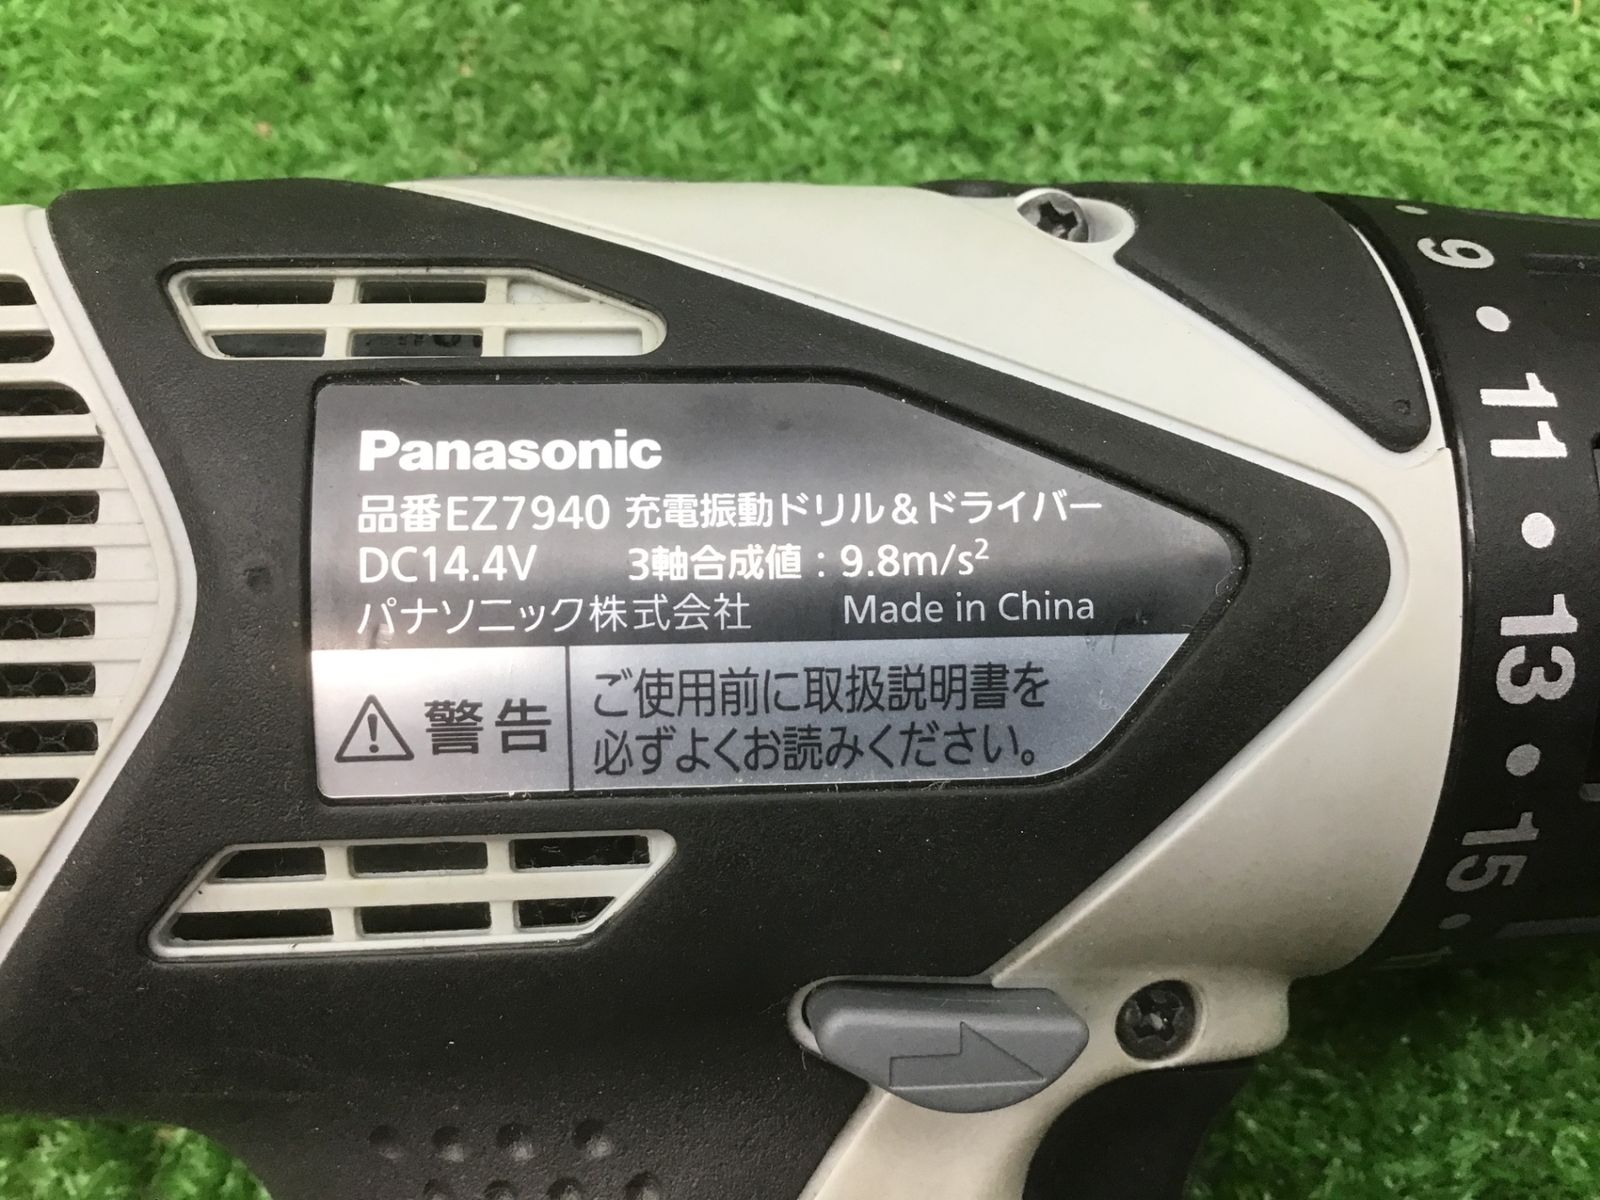 Panasonic
品番EZ7940 充電振動ドリル&ドライバー
DC14.4V 3軸合成値：9.8m/s²
パナソニック株式会社 Made in China
⚠警告
ご使用前に取扱説明書を
必ずよくお読みください。
9
11
13
15